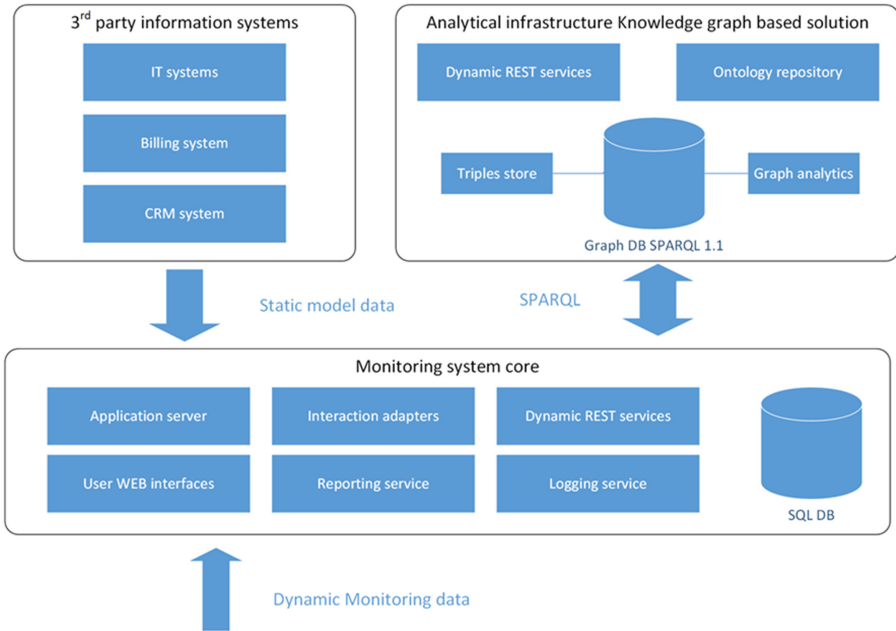 3rd party information systems
IT systems
Billing system
CRM system
Analytical infrastructure Knowledge graph based solution
Dynamic REST services
Ontology repository
Triples store
Graph analytics
Graph DB SPARQL 1.1
Static model data
SPARQL
Monitoring system core
Application server
Interaction adapters
Dynamic REST services
User WEB interfaces
Reporting service
Logging service
SQL DB
Dynamic Monitoring data